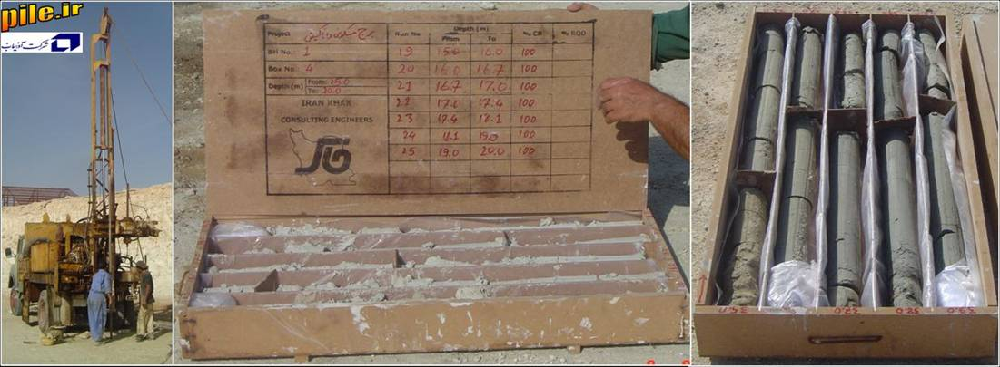 pile.ir
شرکت آذیماب
Project
Run No
Depth (m)
From
To
% CR
% RQD
BH No.: 1
19 15.0 16.0 100
Box No. 4
20 16.0 16.7 100
Depth (m) From: 15.0
To: 20.0
21 16.7 17.0 100
22 17.0 17.4 100
23 17.4 18.1 100
24 18.1 19.0 100
25 19.0 20.0 100
IRAN KHAK
CONSULTING ENGINEERS